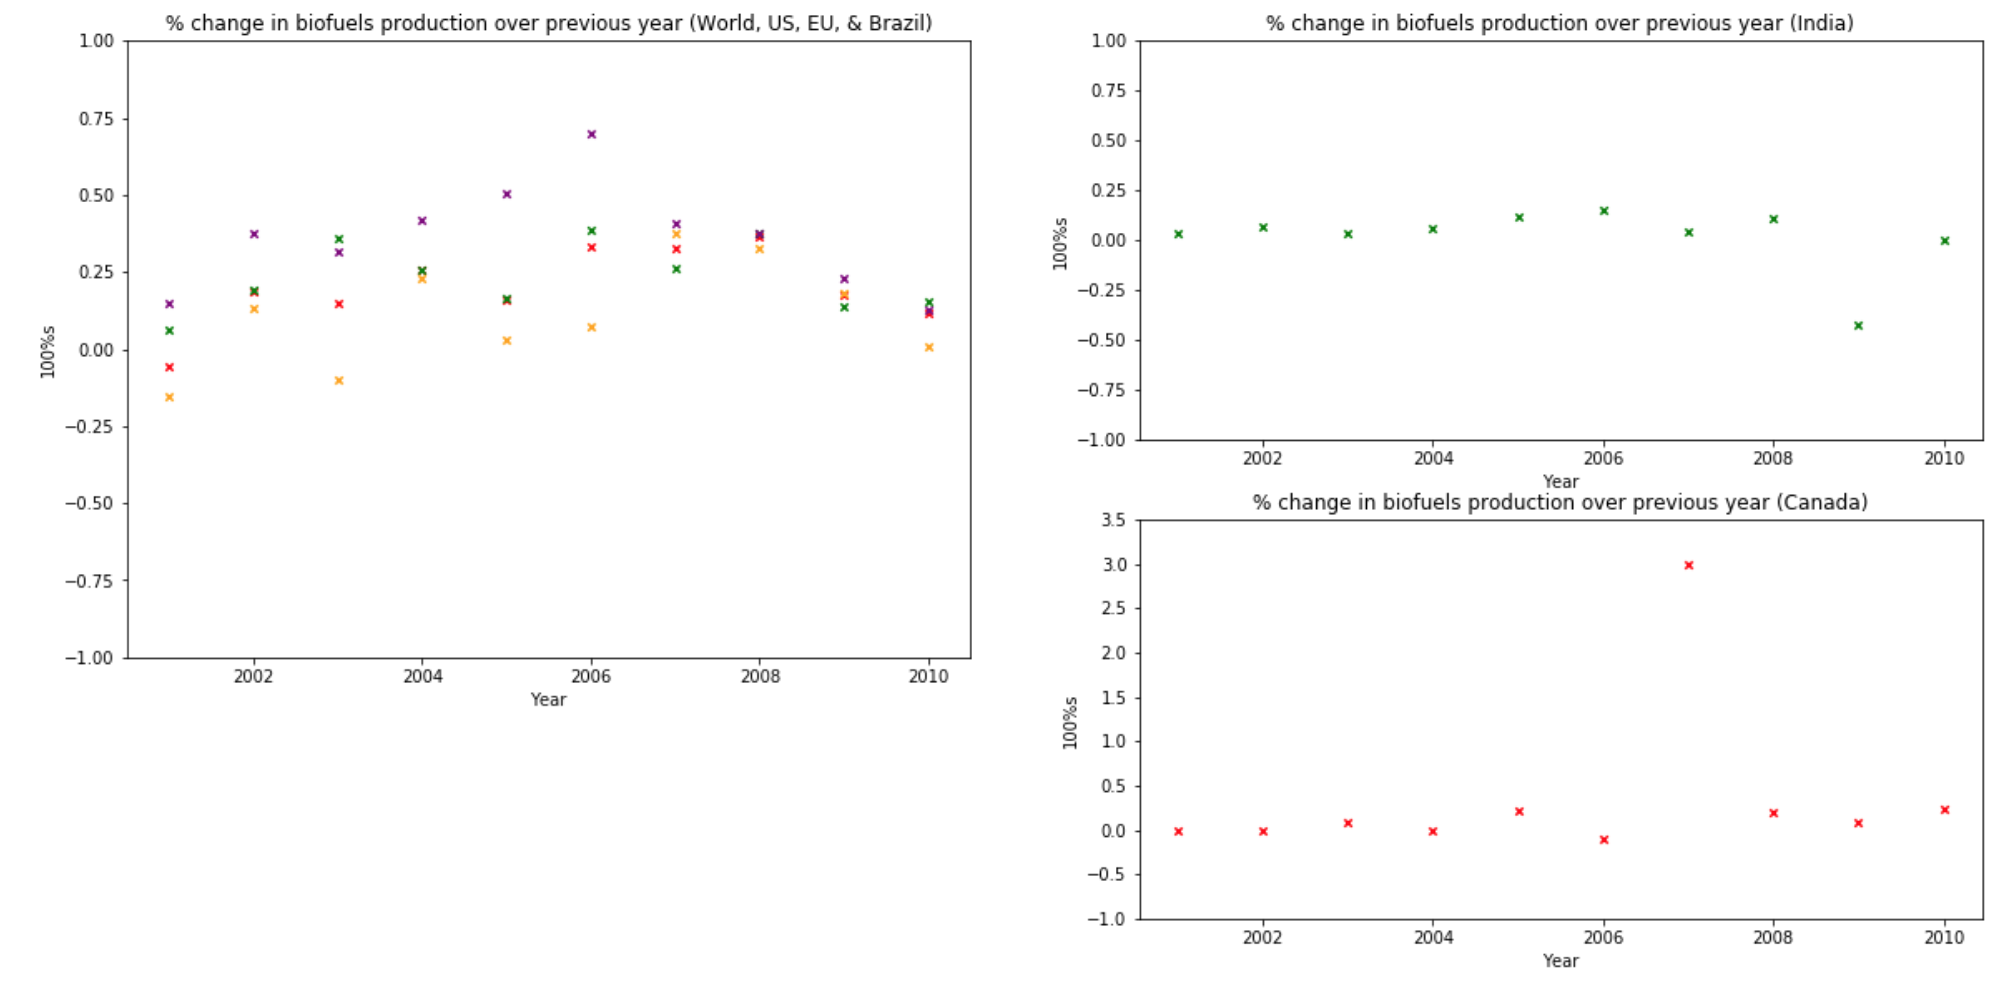 % change in biofuels production over previous year (World, US, EU, & Brazil)
1.00
0.75
0.50
0.25
0.00
−0.25
−0.50
−0.75
−1.00
100%s
2002 2004 2006 2008 2010
Year
% change in biofuels production over previous year (India)
1.00
0.75
0.50
0.25
0.00
−0.25
−0.50
−0.75
−1.00
100%s
2002 2004 2006 2008 2010
Year
% change in biofuels production over previous year (Canada)
3.5
3.0
2.5
2.0
1.5
1.0
0.5
0.0
−0.5
−1.0
100%s
2002 2004 2006 2008 2010
Year